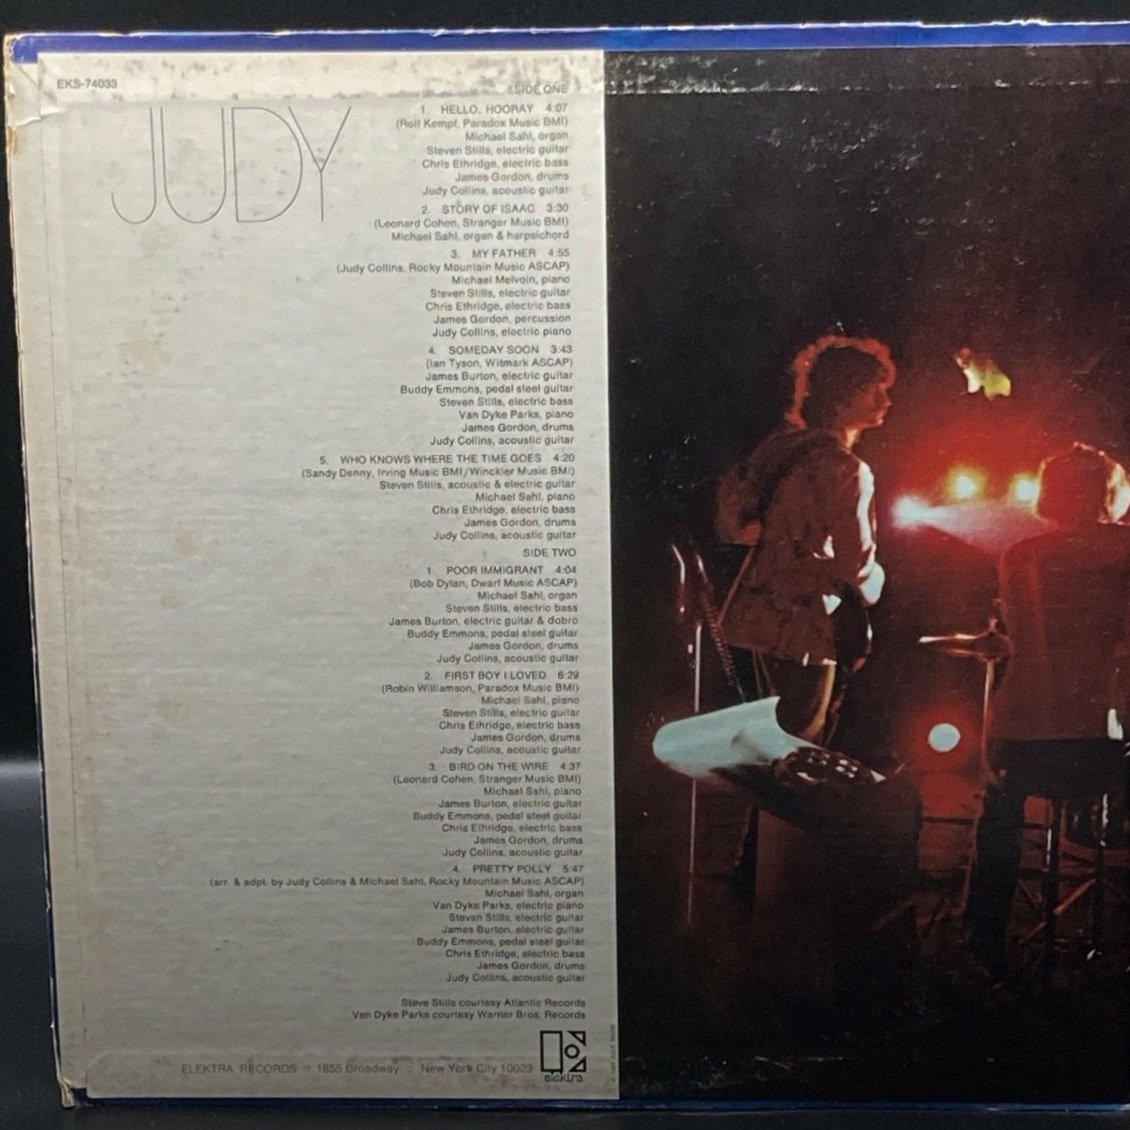 EKS-74033
JUDY
SIDE ONE
1. HELLO, HOORAY 4:07
(Rolf Kempf, Paradox Music BMI)
Michael Sahl, organ
Steven Stills, electric guitar
Chris Ethridge, electric bass
James Gordon, drums
Judy Collins, acoustic guitar
2. STORY OF ISAAC 3:30
(Leonard Cohen, Stranger Music BMI)
Michael Sahl, organ & harpsichord
3. MY FATHER 4:55
(Judy Collins, Rocky Mountain Music ASCAP)
Michael Melvoin, piano
Steven Stills, electric guitar
Chris Ethridge, electric bass
James Gordon, percussion
Judy Collins, electric piano
4. SOMEDAY SOON 3:43
(Ian Tyson, Witmark ASCAP)
James Burton, electric guitar
Buddy Emmons, pedal steel guitar
Steven Stills, electric bass
Van Dyke Parks, piano
James Gordon, drums
Judy Collins, acoustic guitar
5. WHO KNOWS WHERE THE TIME GOES 4:20
(Sandy Denny, Irving Music BMI/Winckler Music BMI)
Steven Stills, acoustic & electric guitar
Michael Sahl, piano
Chris Ethridge, electric bass
James Gordon, drums
Judy Collins, acoustic guitar
SIDE TWO
1. POOR IMMIGRANT 4:04
(Bob Dylan, Dwarf Music ASCAP)
Michael Sahl, organ
Steven Stills, electric bass
James Burton, electric guitar & dobro
Buddy Emmons, pedal steel guitar
James Gordon, drums
Judy Collins, acoustic guitar
2. FIRST BOY I LOVED 6:29
(Robin Williamson, Paradox Music BMI)
Michael Sahl, piano
Steven Stills, electric guitar
Chris Ethridge, electric bass
James Gordon, drums
Judy Collins, acoustic guitar
3. BIRD ON THE WIRE 4:37
(Leonard Cohen, Stranger Music BMI)
Michael Sahl, piano
James Burton, electric guitar
Buddy Emmons, pedal steel guitar
Chris Ethridge, electric bass
James Gordon, drums
Judy Collins, acoustic guitar
4. PRETTY POLLY 5:47
(arr. & adpt. by Judy Collins & Michael Sahl, Rocky Mountain Music ASCAP)
Michael Sahl, organ
Van Dyke Parks, electric piano
Steven Stills, electric guitar
James Burton, electric guitar
Buddy Emmons, pedal steel guitar
Chris Ethridge, electric bass
James Gordon, drums
Judy Collins, acoustic guitar
Steve Stills courtesy Atlantic Records
Van Dyke Parks courtesy Warner Bros. Records
ELEKTRA RECORDS 1855 Broadway New York City 10023
elektra